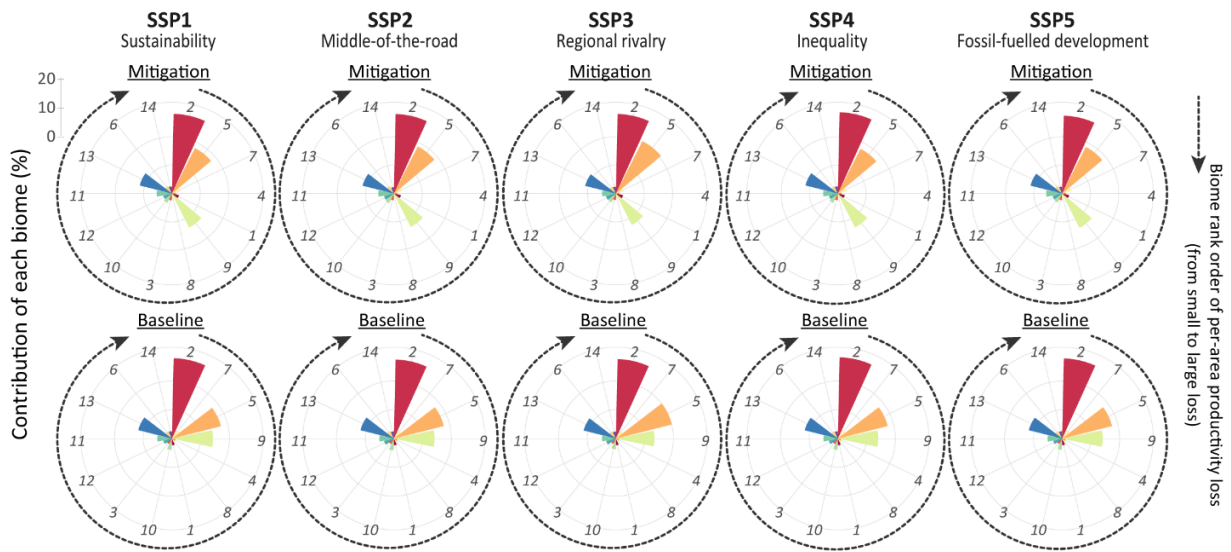 SSP1 SSP2 SSP3 SSP4 SSP5
Sustainability Middle-of-the-road Regional rivalry Inequality Fossil-fuelled development
Mitigation Mitigation Mitigation Mitigation Mitigation
20
10
0
14 2 14 2 14 2 14 2 14 2
6 5 6 5 6 5 6 5 6 5
13 7 13 7 13 7 13 7 13 7
11 4 11 4 11 4 11 4 11 4
12 1 12 1 12 1 12 1 12 1
10 9 10 9 10 9 10 9 10 9
3 8 3 8 3 8 3 8 3 8
Baseline Baseline Baseline Baseline Baseline
14 2 14 2 14 2 14 2 14 2
6 7 6 7 6 7 6 7 6 7
13 5 13 5 13 5 13 5 13 5
11 9 11 9 11 9 11 9 11 9
12 4 12 4 12 4 12 4 12 4
3 8 3 8 3 8 3 8 3 8
10 1 10 1 10 1 10 1 10 1
Contribution of each biome (%)
Biome rank order of per-area productivity loss
(from small to large loss)